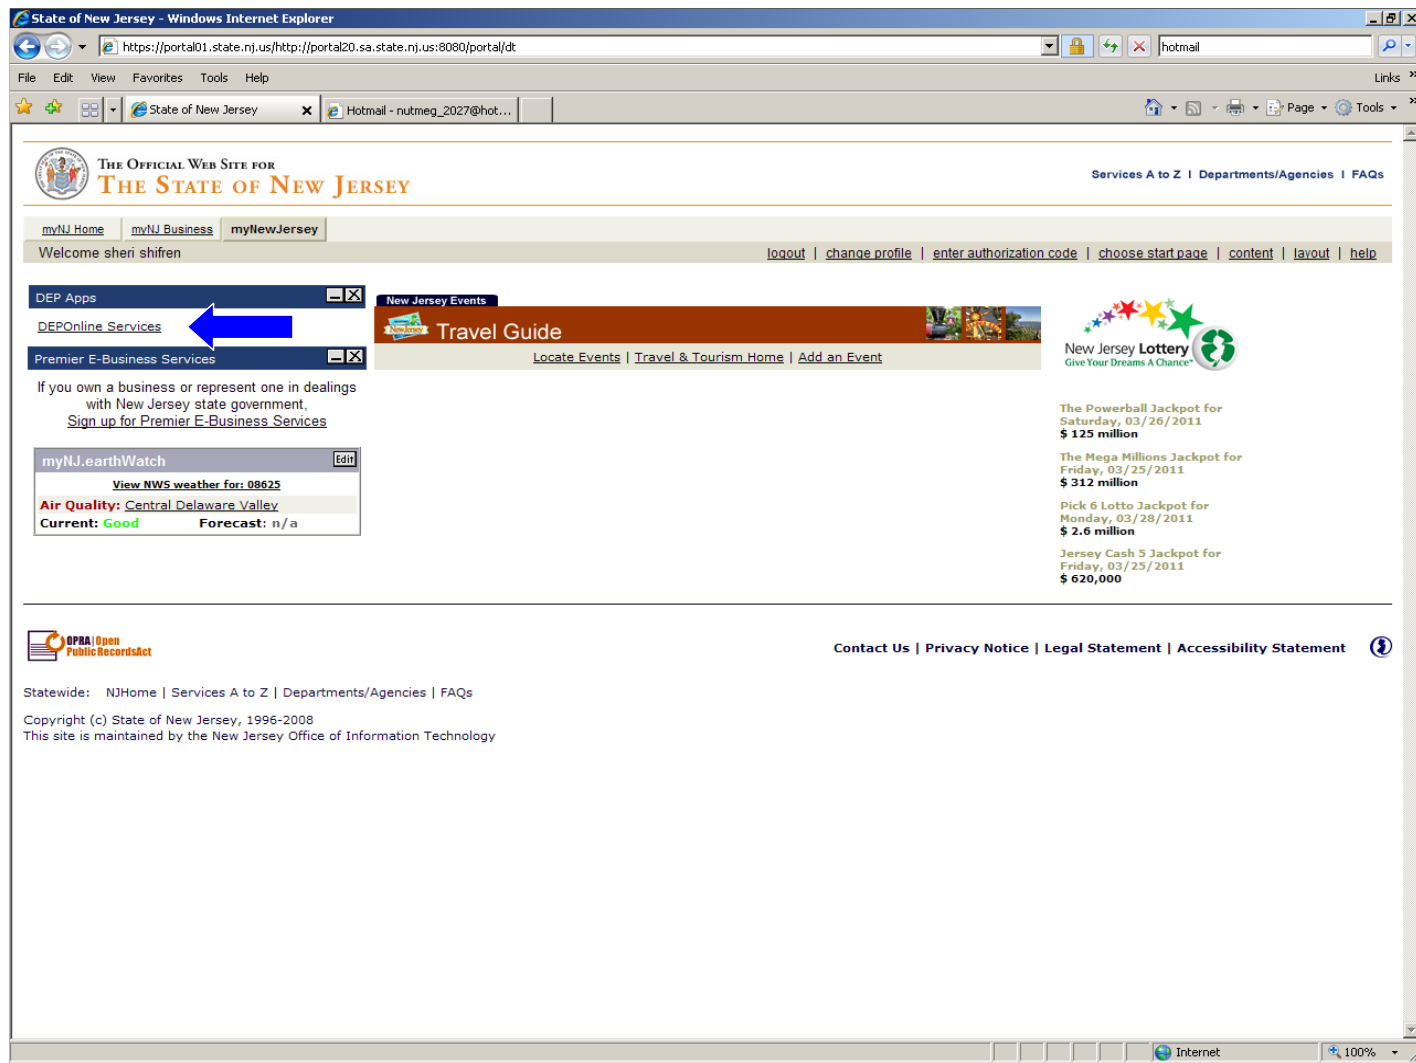 State of New Jersey - Windows Internet Explorer
https://portal01.state.nj.us/http://portal20.sa.state.nj.us:8080/portal/dt
hotmail
File Edit View Favorites Tools Help
Links »
State of New Jersey
Hotmail - nutmeg_2027@hot...
Page Tools »
THE OFFICIAL WEB SITE FOR
THE STATE OF NEW JERSEY
Services A to Z | Departments/Agencies | FAQs
myNJ Home myNJ Business myNewJersey
Welcome sheri shifren
logout | change profile | enter authorization code | choose start page | content | layout | help
DEP Apps
DEPOnline Services
Premier E-Business Services
If you own a business or represent one in dealings
with New Jersey state government,
Sign up for Premier E-Business Services
myNJ.earthWatch Edit
View NWS weather for: 08625
Air Quality: Central Delaware Valley
Current: Good Forecast: n/a
New Jersey Events
New Jersey Travel Guide
Locate Events | Travel & Tourism Home | Add an Event
New Jersey Lottery
Give Your Dreams A Chance
The Powerball Jackpot for
Saturday, 03/26/2011
$ 125 million
The Mega Millions Jackpot for
Friday, 03/25/2011
$ 312 million
Pick 6 Lotto Jackpot for
Monday, 03/28/2011
$ 2.6 million
Jersey Cash 5 Jackpot for
Friday, 03/25/2011
$ 620,000
OPRA | Open
Public Records Act
Contact Us | Privacy Notice | Legal Statement | Accessibility Statement
Statewide: NJHome | Services A to Z | Departments/Agencies | FAQs
Copyright (c) State of New Jersey, 1996-2008
This site is maintained by the New Jersey Office of Information Technology
Internet
100%